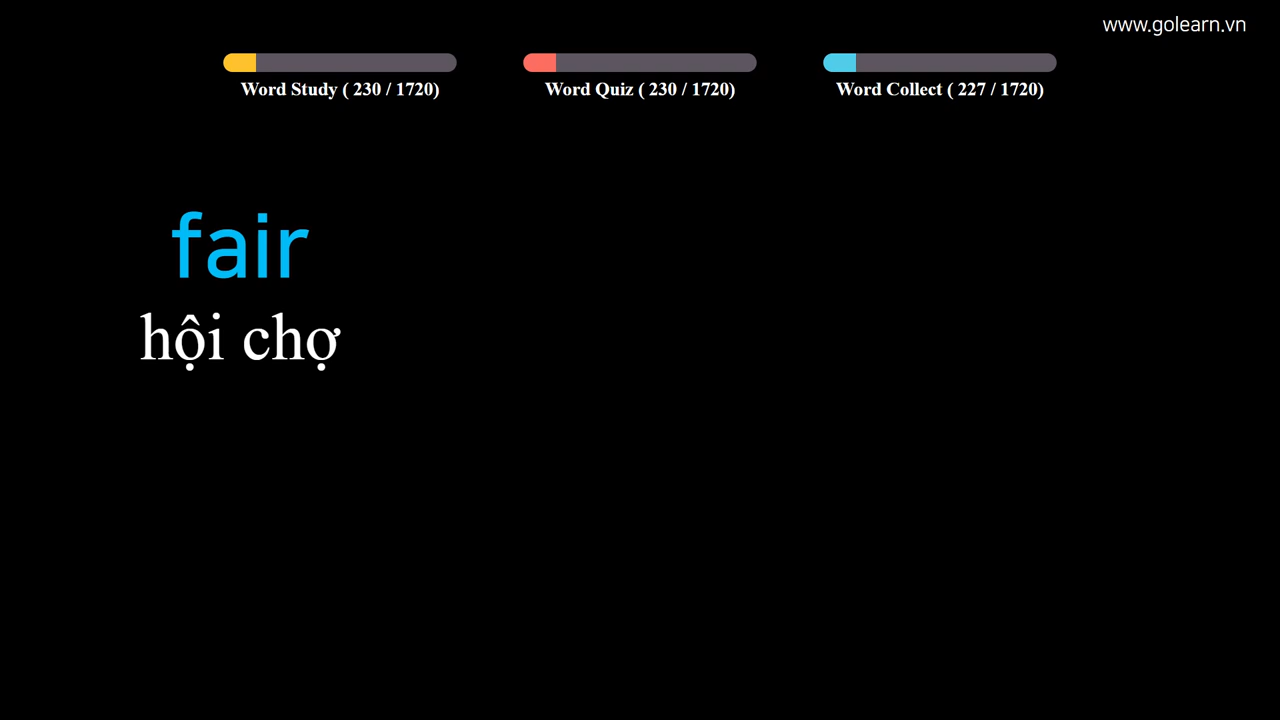 www.golearn.vn
Word Study ( 230 / 1720)
Word Quiz ( 230 / 1720)
Word Collect ( 227 / 1720)
fair
hội chợ